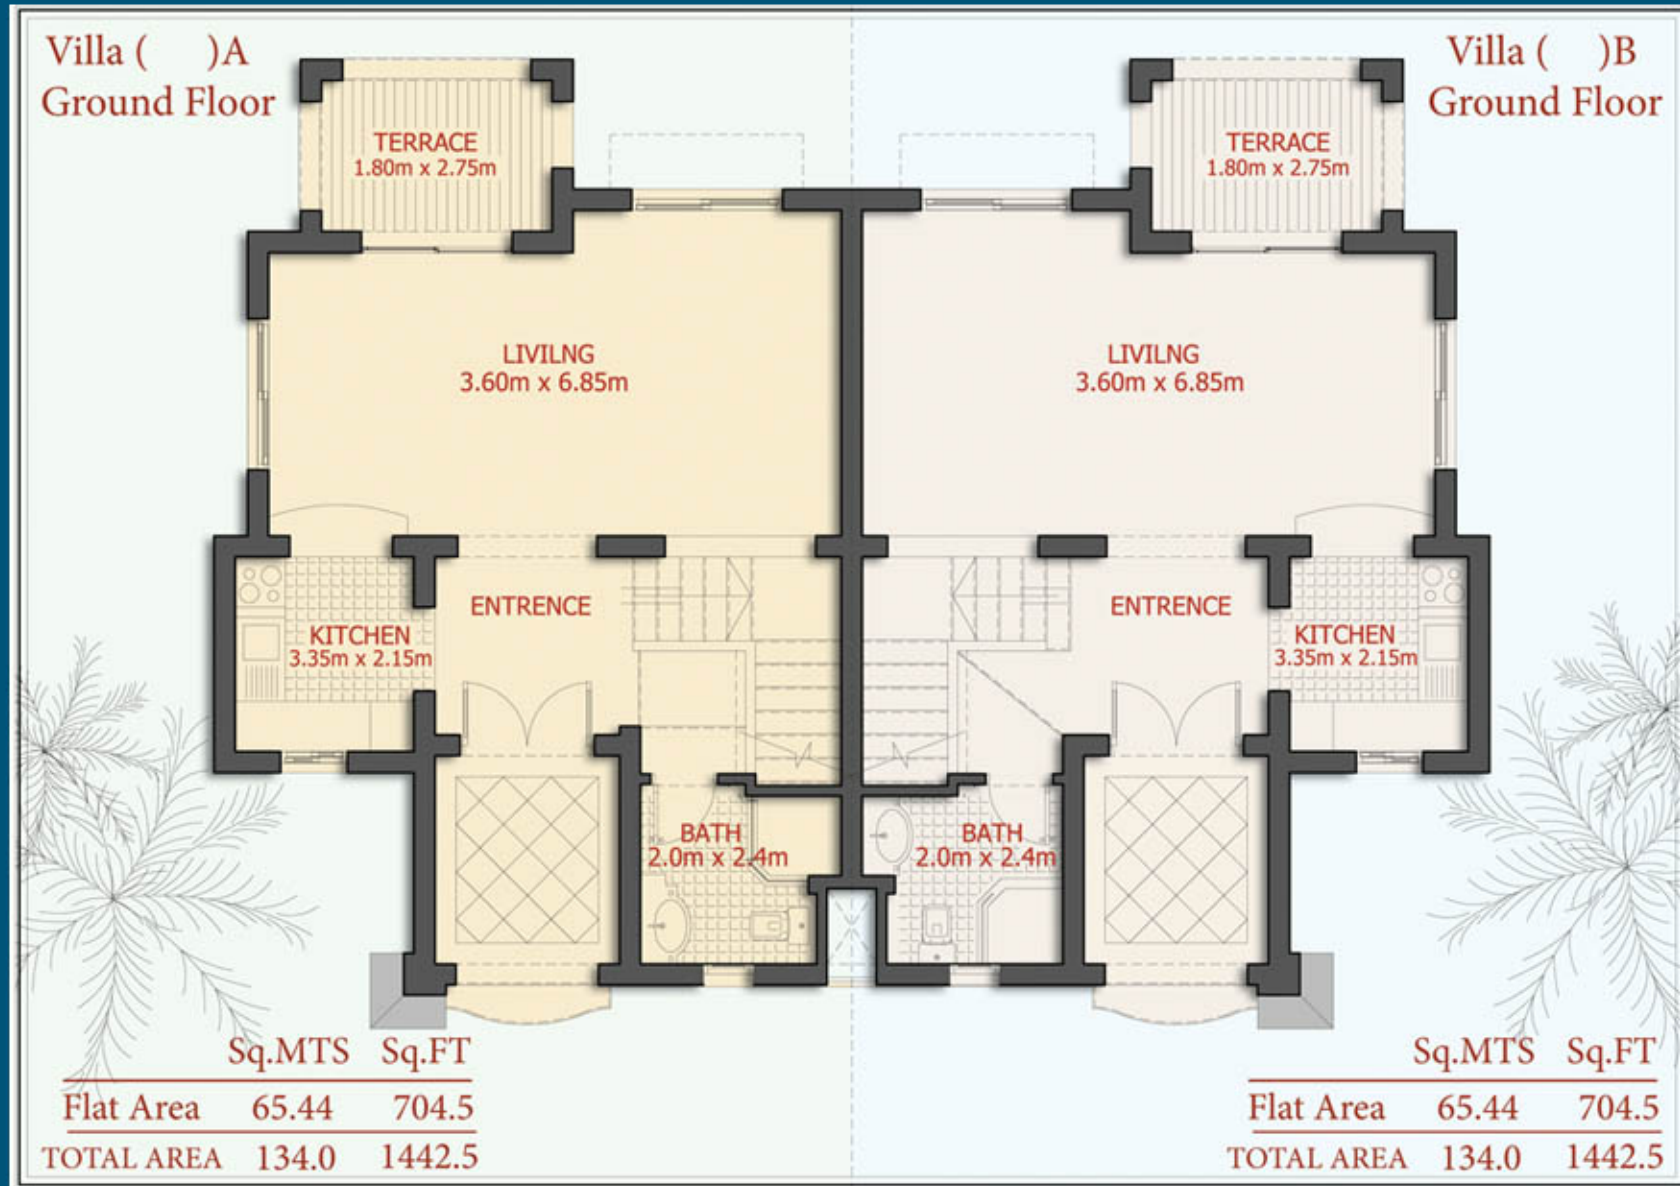 Villa (      )A
Ground Floor
Villa (      )B
Ground Floor
TERRACE
1.80m x 2.75m
TERRACE
1.80m x 2.75m
LIVILNG
3.60m x 6.85m
LIVILNG
3.60m x 6.85m
ENTRENCE
ENTRENCE
KITCHEN
3.35m x 2.15m
KITCHEN
3.35m x 2.15m
BATH
2.0m x 2.4m
BATH
2.0m x 2.4m
Sq.MTS Sq.FT
Flat Area 65.44 704.5
TOTAL AREA 134.0 1442.5
Sq.MTS Sq.FT
Flat Area 65.44 704.5
TOTAL AREA 134.0 1442.5